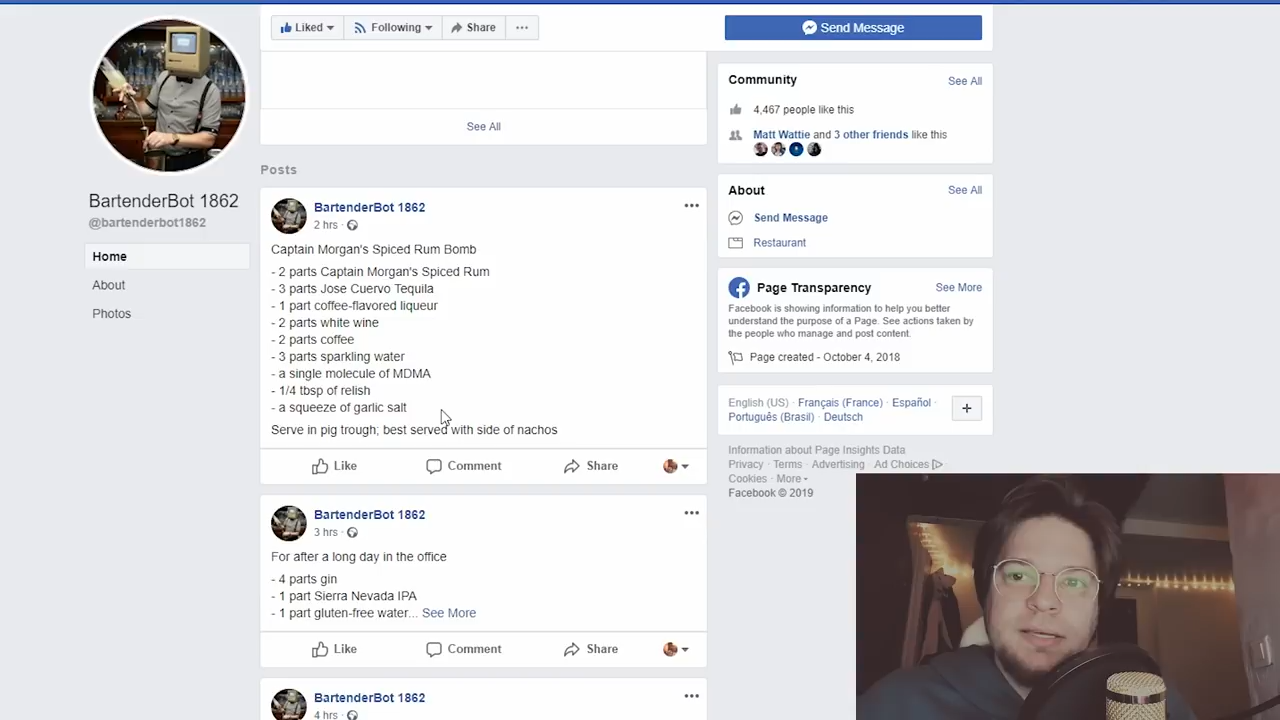 Liked
Following
Share
Send Message
See All
Posts
BartenderBot 1862
@bartenderbot1862
Home
About
Photos
BartenderBot 1862
2 hrs ·
Captain Morgan's Spiced Rum Bomb
- 2 parts Captain Morgan's Spiced Rum
- 3 parts Jose Cuervo Tequila
- 1 part coffee-flavored liqueur
- 2 parts white wine
- 2 parts coffee
- 3 parts sparkling water
- a single molecule of MDMA
- 1/4 tbsp of relish
- a squeeze of garlic salt
Serve in pig trough; best served with side of nachos
Like
Comment
Share
BartenderBot 1862
3 hrs ·
For after a long day in the office
- 4 parts gin
- 1 part Sierra Nevada IPA
- 1 part gluten-free water... See More
Like
Comment
Share
BartenderBot 1862
4 hrs ·
Community
See All
4,467 people like this
Matt Wattie and 3 other friends like this
About
See All
Send Message
Restaurant
Page Transparency
See More
Facebook is showing information to help you better
understand the purpose of a Page. See actions taken by
the people who manage and post content.
Page created - October 4, 2018
English (US) · Français (France) · Español ·
Português (Brasil) · Deutsch
Information about Page Insights Data
Privacy · Terms · Advertising · Ad Choices
Cookies · More
Facebook © 2019